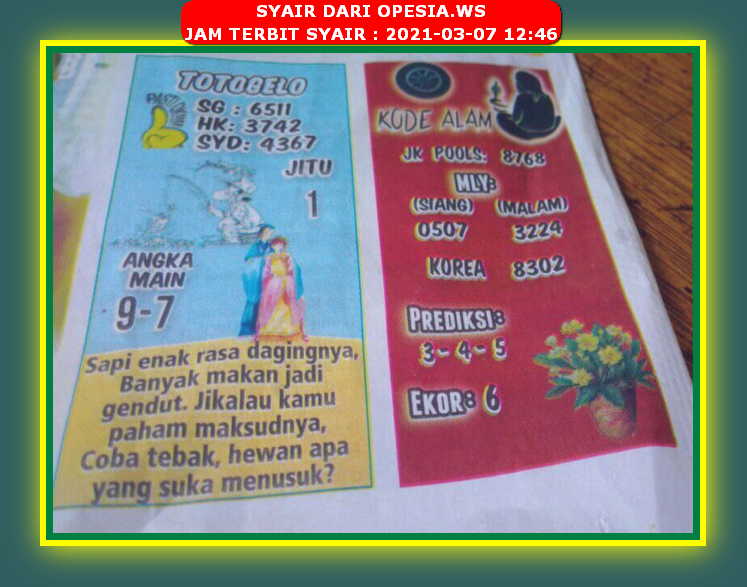 SYAIR DARI OPESIA.WS
JAM TERBIT SYAIR : 2021-03-07 12:46
TOTOGELO
SG : 6511
HK: 3742
SYD: 4367
JITU
1
ANGKA
MAIN
9-7
Sapi enak rasa dagingnya,
Banyak makan jadi
gendut. Jikalau kamu
paham maksudnya,
Coba tebak, hewan apa
yang suka menusuk?
KODE ALAM
JK POOLS: 8768
MLY:
(SIANG) (MALAM)
0507 3224
KOREA 8302
PREDIKSI:
3 - 4 - 5
EKOR: 6